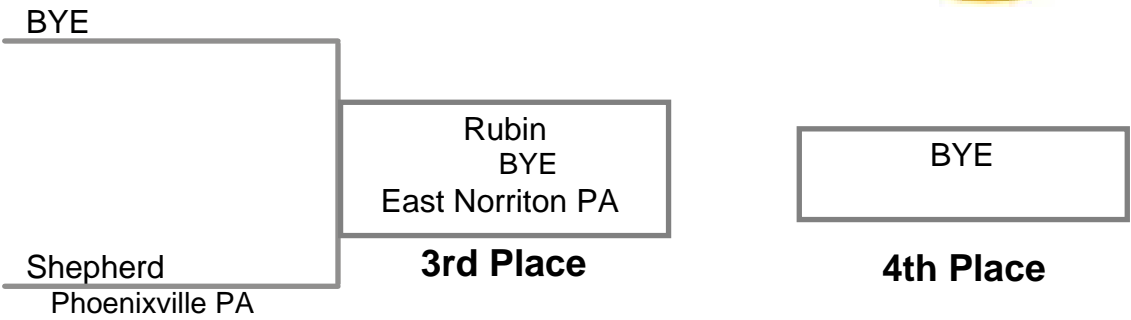 BYE
Rubin
BYE
East Norriton PA
3rd Place
BYE
4th Place
Shepherd
Phoenixville PA